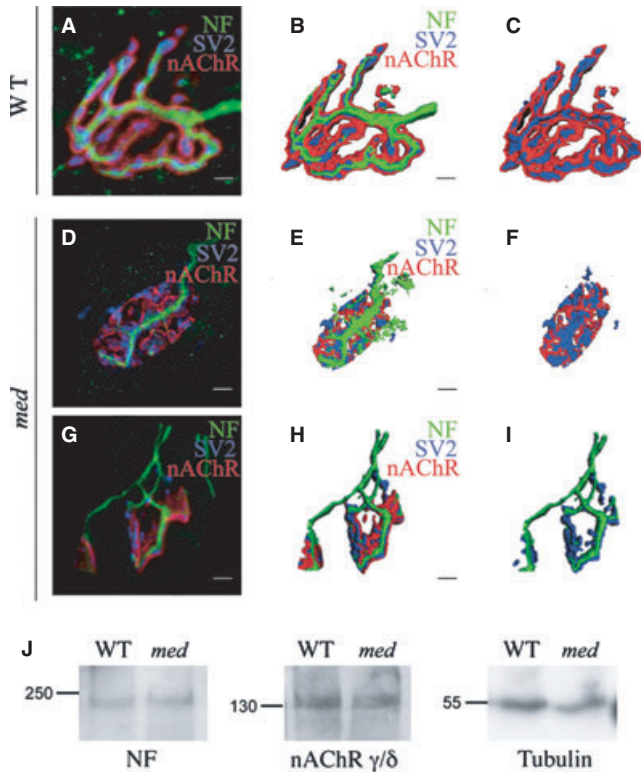 WT
A
NF
SV2
nAChR
B
NF
SV2
nAChR
C
med
D
NF
SV2
nAChR
E
NF
SV2
nAChR
F
G
NF
SV2
nAChR
H
NF
SV2
nAChR
I
J
WT med
250
NF
WT med
130
nAChR γ/δ
WT med
55
Tubulin